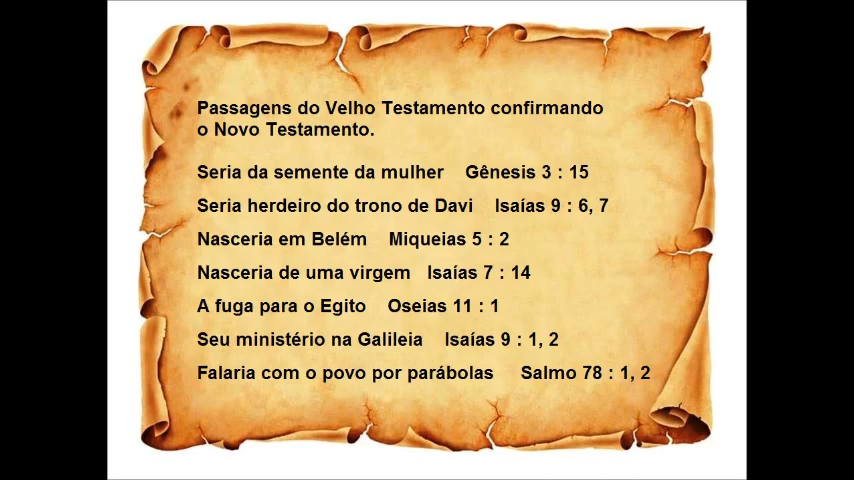 Passagens do Velho Testamento confirmando
o Novo Testamento.
Seria da semente da mulher Gênesis 3 : 15
Seria herdeiro do trono de Davi Isaías 9 : 6, 7
Nasceria em Belém Miqueias 5 : 2
Nasceria de uma virgem Isaías 7 : 14
A fuga para o Egito Oseias 11 : 1
Seu ministério na Galileia Isaías 9 : 1, 2
Falaria com o povo por parábolas Salmo 78 : 1, 2